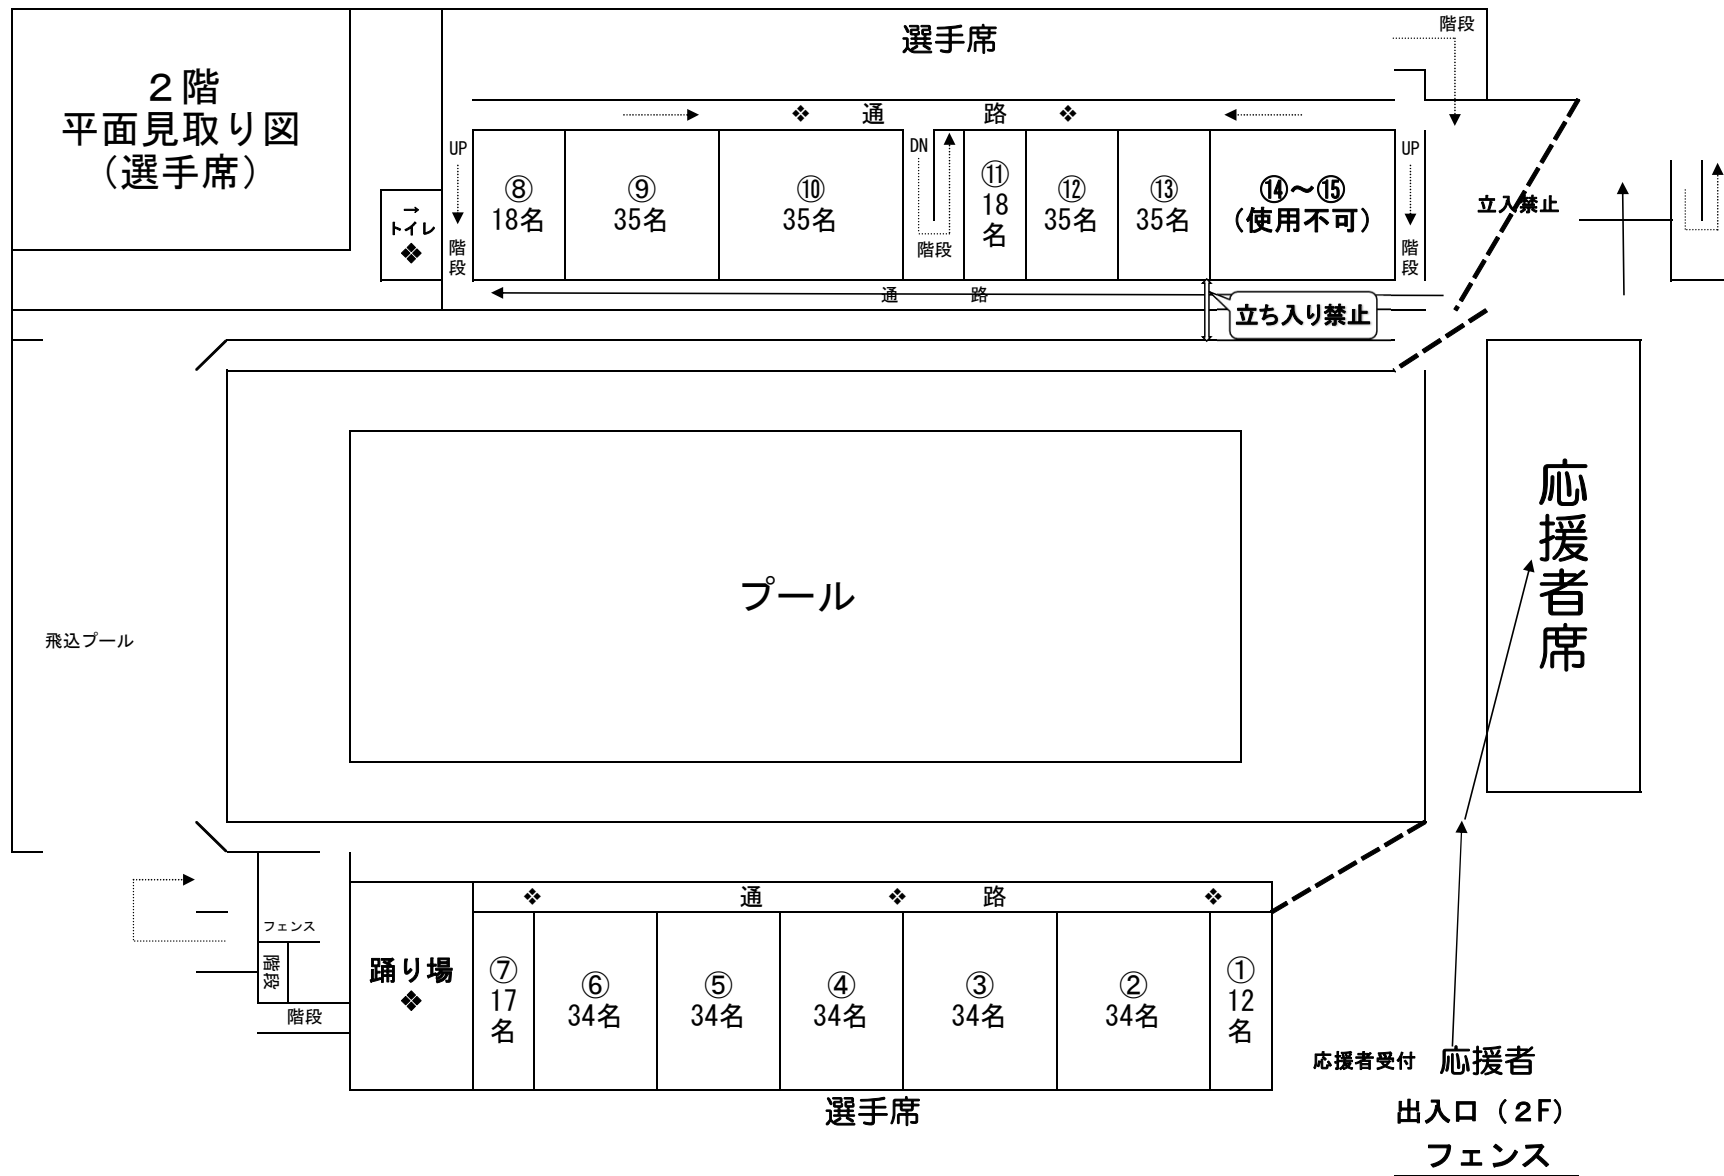 ２階
平面見取り図
（選手席）
選手席
階段
❖ 通 路 ❖
UP
階段
→
トイレ
❖
⑧
18名
⑨
35名
⑩
35名
DN
階段
⑪
18
名
⑫
35名
⑬
35名
⑭～⑮
（使用不可）
UP
階段
立入禁止
通 路
立ち入り禁止
プール
飛込プール
応援者席
フェンス
階段
階段
踊り場
❖
❖ 通 ❖ 路 ❖
⑦
17
名
⑥
34名
⑤
34名
④
34名
③
34名
②
34名
①
12
名
選手席
応援者受付 応援者
出入口（２F）
フェンス